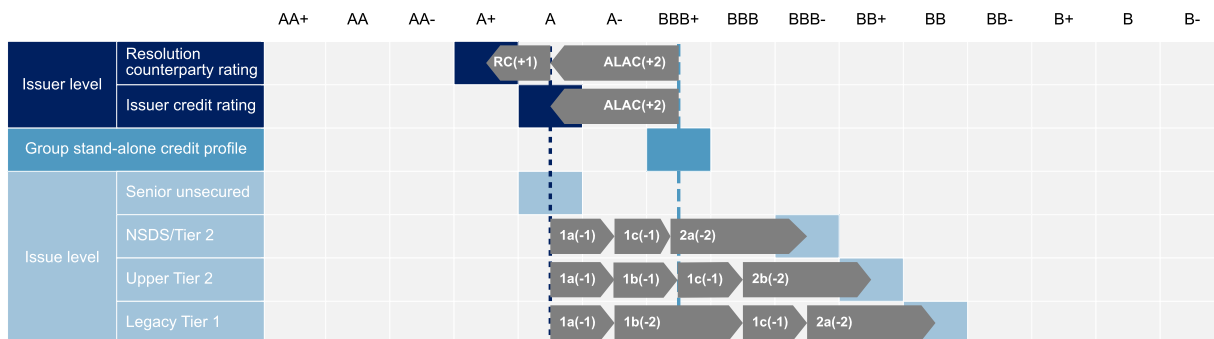 AA+ AA AA- A+ A A- BBB+ BBB BBB- BB+ BB BB- B+ B B-
Issuer level
Resolution
counterparty rating
RC(+1) ALAC(+2)
Issuer credit rating
ALAC(+2)
Group stand-alone credit profile
Issue level
Senior unsecured
NSDS/Tier 2
1a(-1) 1c(-1) 2a(-2)
Upper Tier 2
1a(-1) 1b(-1) 1c(-1) 2b(-2)
Legacy Tier 1
1a(-1) 1b(-2) 1c(-1) 2a(-2)